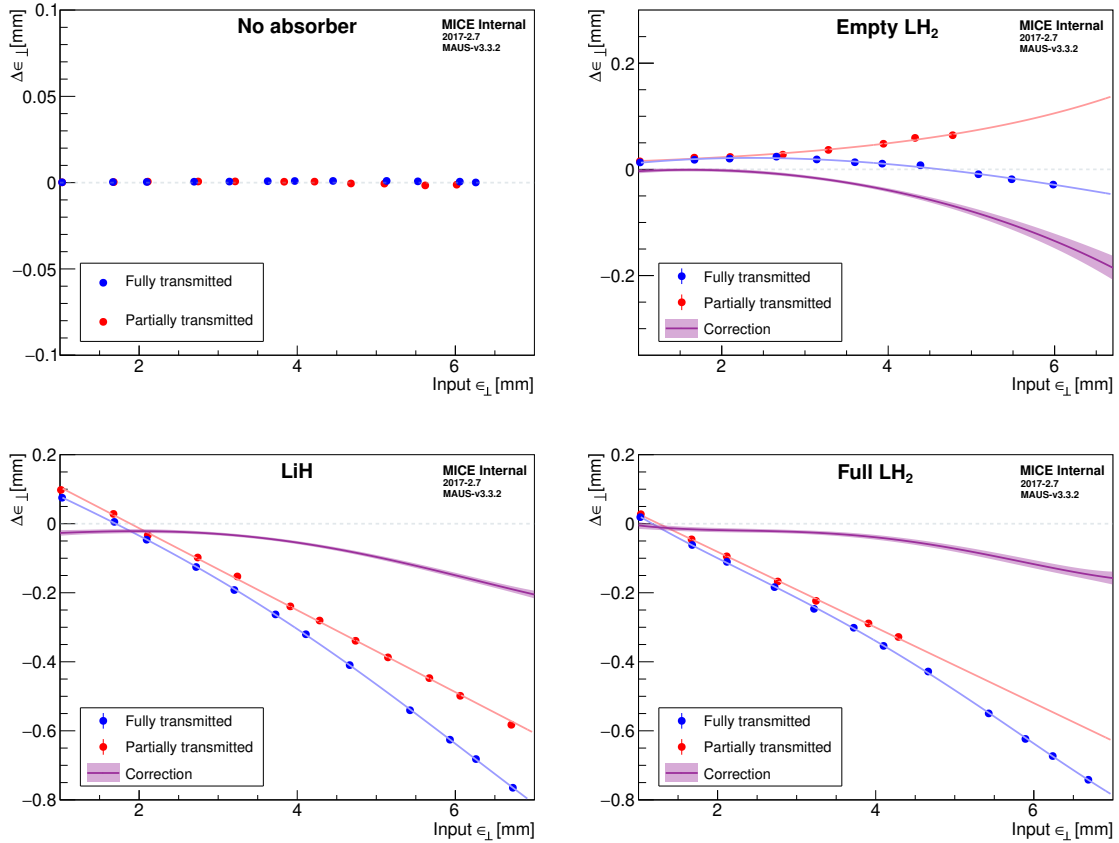 No absorber
MICE Internal
2017-2.7
MAUS-v3.3.2
Δϵ⊥ [mm]
0.1
0.05
0
−0.05
−0.1
Fully transmitted
Partially transmitted
2 4 6
Input ϵ⊥ [mm]
Empty LH₂
MICE Internal
2017-2.7
MAUS-v3.3.2
Δϵ⊥ [mm]
0.2
0
−0.2
Fully transmitted
Partially transmitted
Correction
2 4 6
Input ϵ⊥ [mm]
LiH
MICE Internal
2017-2.7
MAUS-v3.3.2
Δϵ⊥ [mm]
0.2
0
−0.2
−0.4
−0.6
−0.8
Fully transmitted
Partially transmitted
Correction
2 4 6
Input ϵ⊥ [mm]
Full LH₂
MICE Internal
2017-2.7
MAUS-v3.3.2
Δϵ⊥ [mm]
0.2
0
−0.2
−0.4
−0.6
−0.8
Fully transmitted
Partially transmitted
Correction
2 4 6
Input ϵ⊥ [mm]